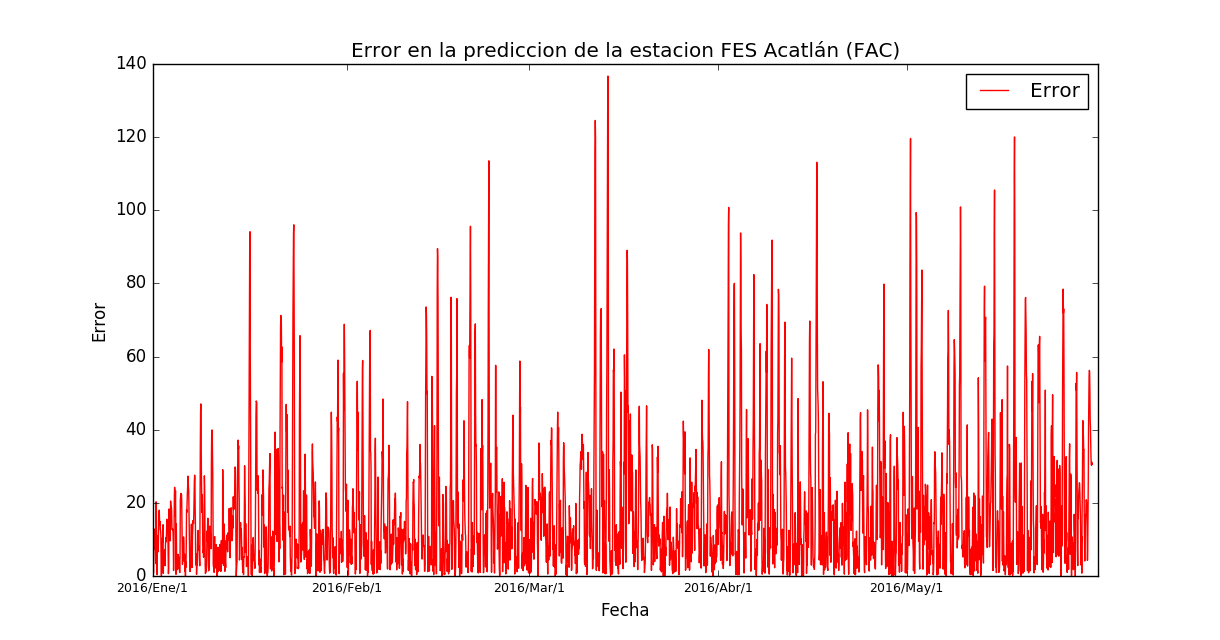 Error en la prediccion de la estacion FES Acatlán (FAC)
Error
140
120
100
80
60
40
20
0
Error
2016/Ene/1
2016/Feb/1
2016/Mar/1
2016/Abr/1
2016/May/1
Fecha